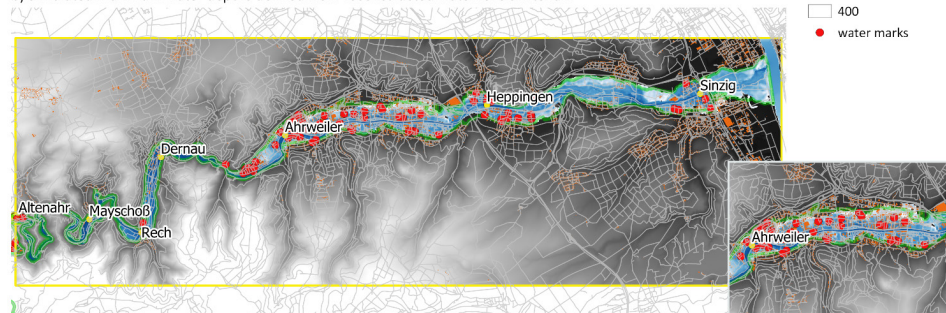 400
water marks
Sinzig
Heppingen
Ahrweiler
Dernau
Altenahr
Mayschoß
Rech
Ahrweiler